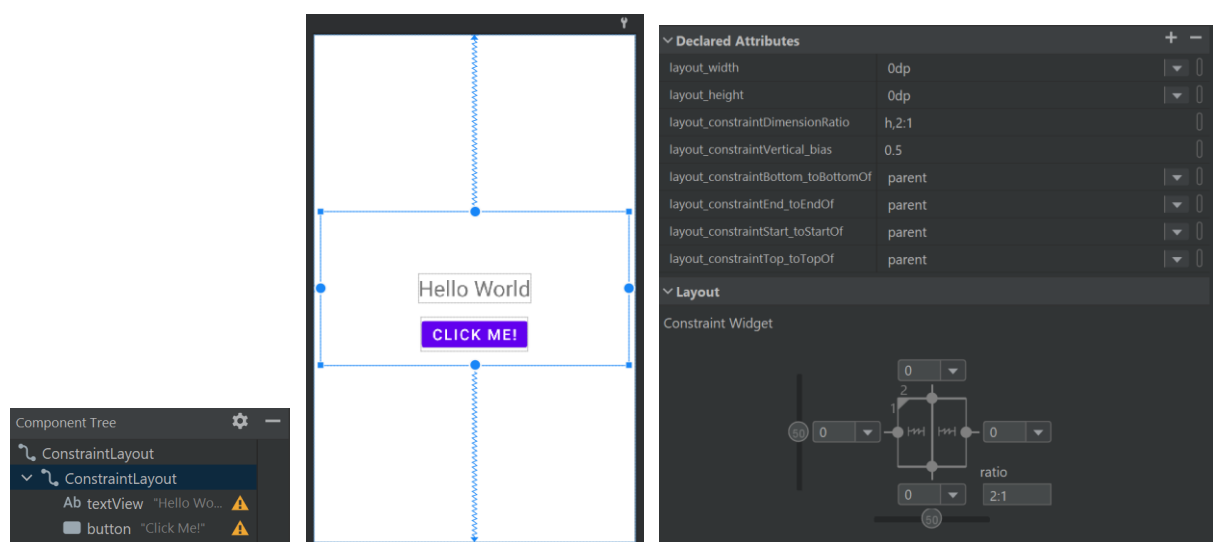 Component Tree
ConstraintLayout
ConstraintLayout
Ab textView "Hello Wo...
button "Click Me!"
Hello World
CLICK ME!
Declared Attributes
layout_width 0dp
layout_height 0dp
layout_constraintDimensionRatio h,2:1
layout_constraintVertical_bias 0.5
layout_constraintBottom_toBottomOf parent
layout_constraintEnd_toEndOf parent
layout_constraintStart_toStartOf parent
layout_constraintTop_toTopOf parent
Layout
Constraint Widget
0
2
1
50 0 0
ratio
0 2:1
50